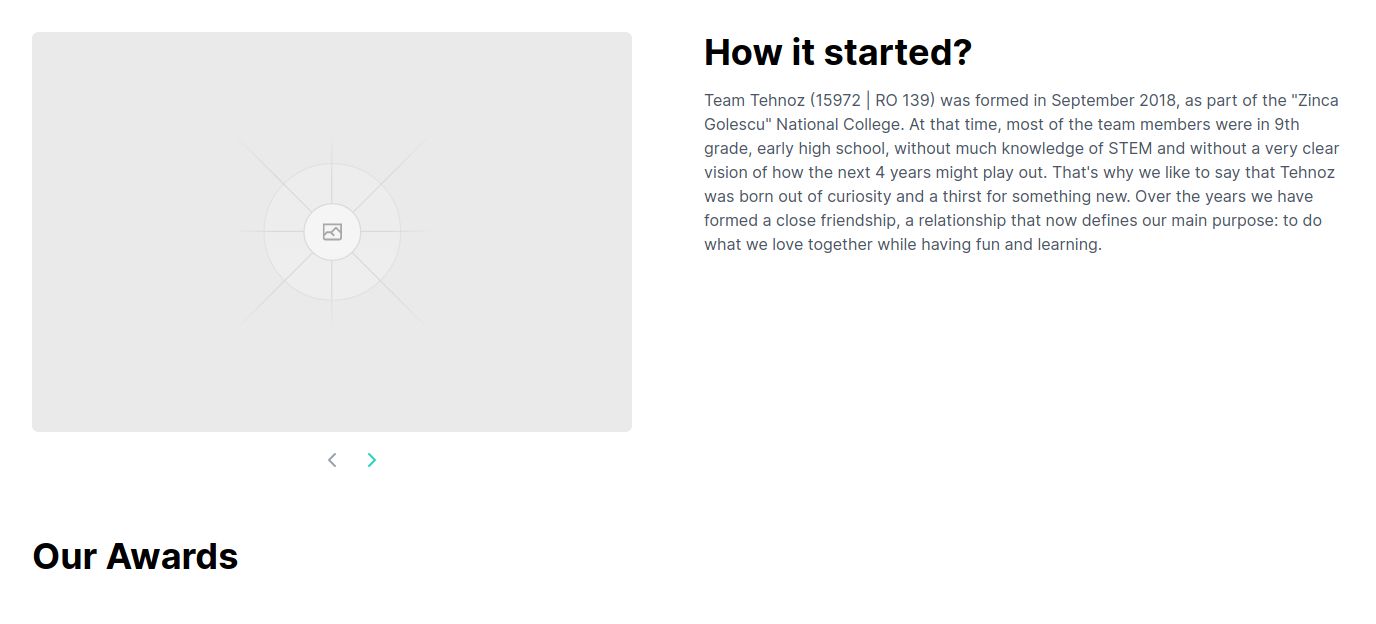 How it started?
Team Tehnoz (15972 | RO 139) was formed in September 2018, as part of the "Zinca
Golescu" National College. At that time, most of the team members were in 9th
grade, early high school, without much knowledge of STEM and without a very clear
vision of how the next 4 years might play out. That's why we like to say that Tehnoz
was born out of curiosity and a thirst for something new. Over the years we have
formed a close friendship, a relationship that now defines our main purpose: to do
what we love together while having fun and learning.
Our Awards